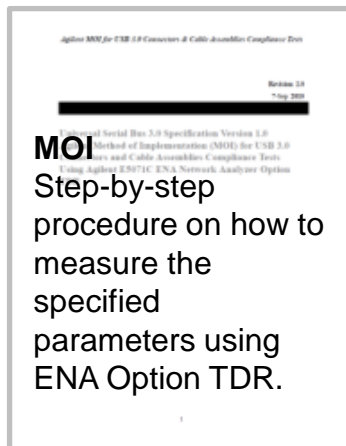 Agilent MOI for USB 3.0 Connectors & Cable Assemblies Compliance Tests
Revision 1.0
7-Sep 2010
Universal Serial Bus 3.0 Specification Version 1.0
Method of Implementation (MOI) for USB 3.0
MOI
and Cable Assemblies Compliance Tests
Using Agilent E5071C ENA Network Analyzer Option
Step-by-step
procedure on how to
measure the
specified
parameters using
ENA Option TDR.
1